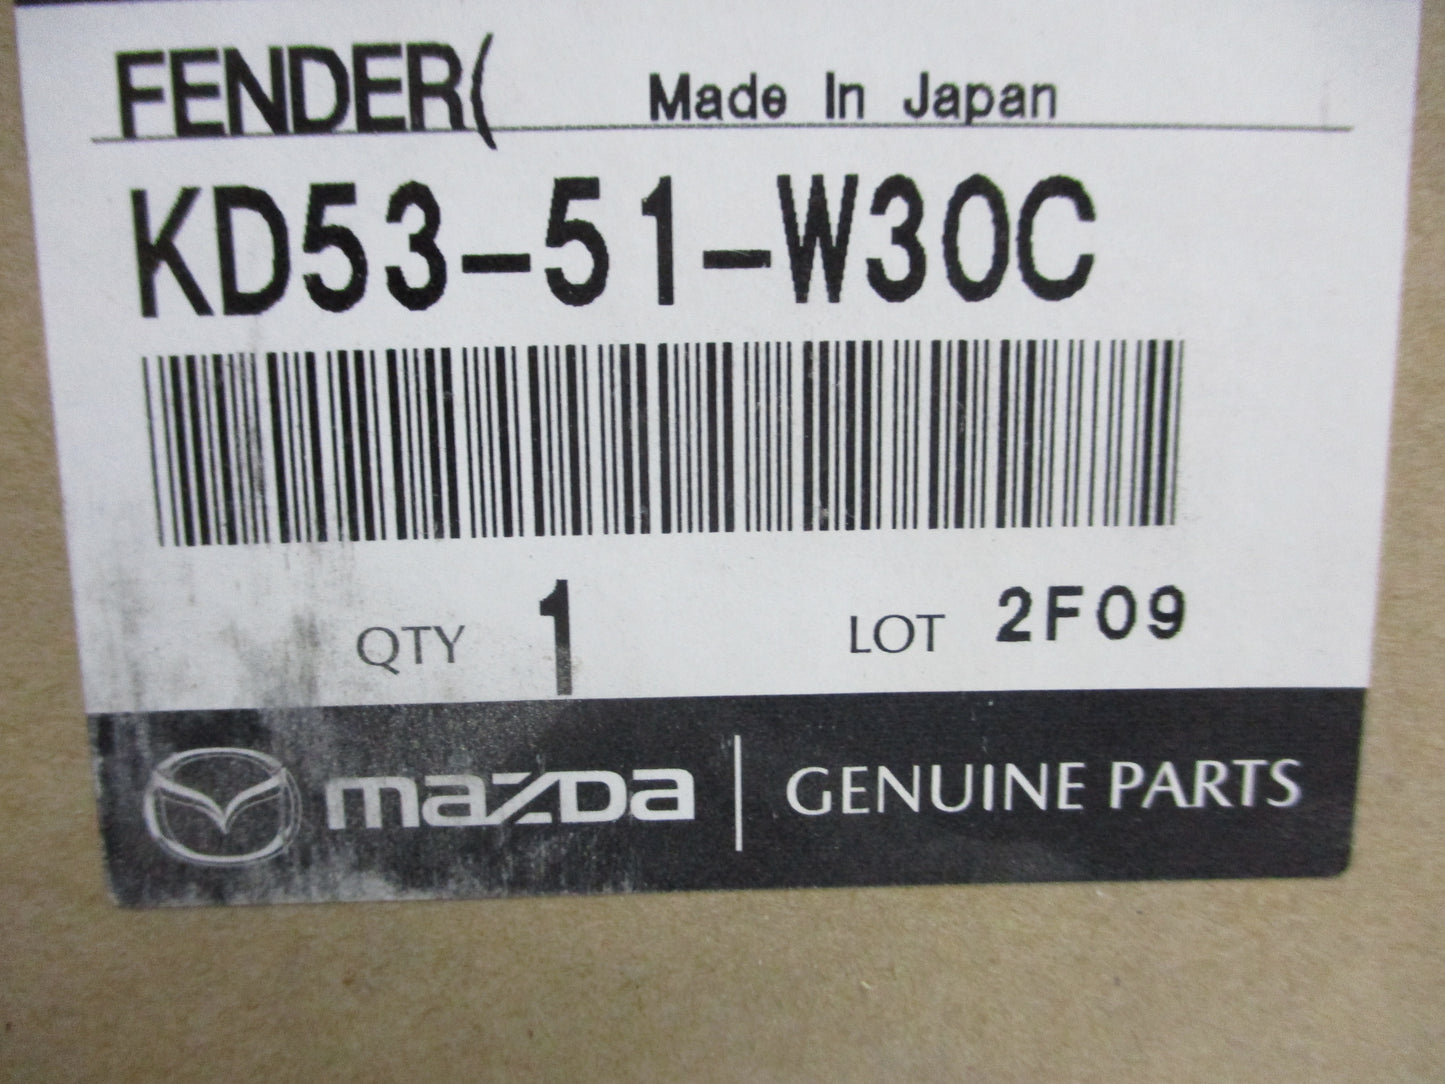 FENDER( Made In Japan
KD53-51-W30C
QTY 1 LOT 2F09
mazda GENUINE PARTS